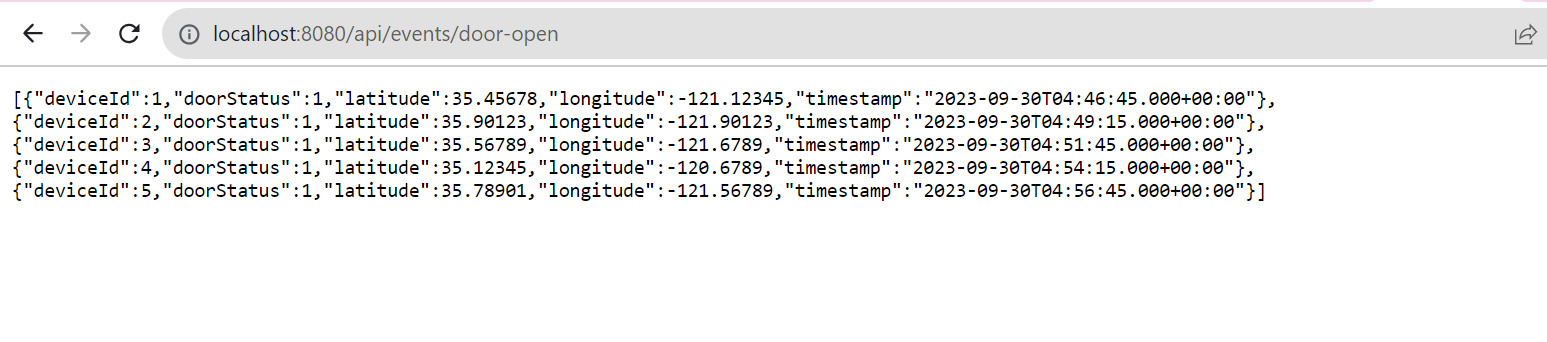 localhost:8080/api/events/door-open
[{"deviceId":1,"doorStatus":1,"latitude":35.45678,"longitude":-121.12345,"timestamp":"2023-09-30T04:46:45.000+00:00"},
{"deviceId":2,"doorStatus":1,"latitude":35.90123,"longitude":-121.90123,"timestamp":"2023-09-30T04:49:15.000+00:00"},
{"deviceId":3,"doorStatus":1,"latitude":35.56789,"longitude":-121.6789,"timestamp":"2023-09-30T04:51:45.000+00:00"},
{"deviceId":4,"doorStatus":1,"latitude":35.12345,"longitude":-120.6789,"timestamp":"2023-09-30T04:54:15.000+00:00"},
{"deviceId":5,"doorStatus":1,"latitude":35.78901,"longitude":-121.56789,"timestamp":"2023-09-30T04:56:45.000+00:00"}]